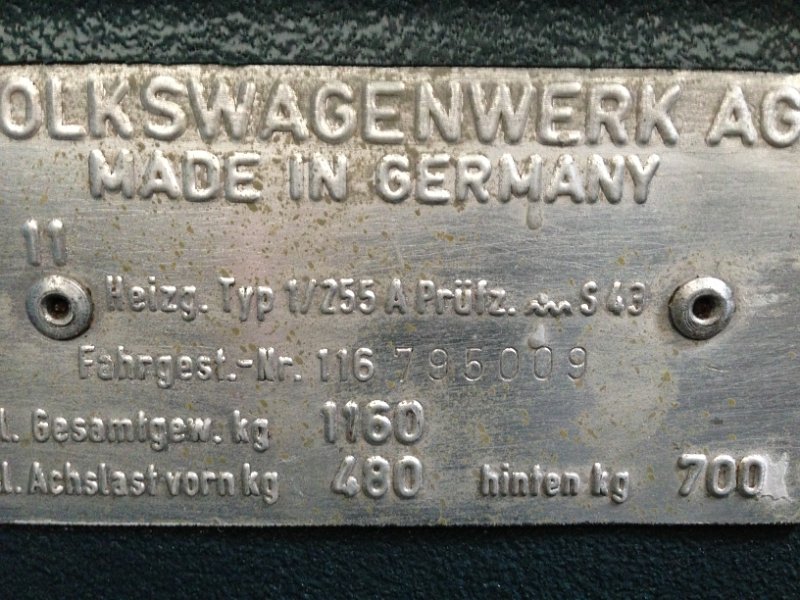 OLKSWAGENWERK AG
MADE IN GERMANY
11
Heizg. Typ 1/255 A Prüfz. S 43
Fahrgest.-Nr. 116 795009
l. Gesamtgew. kg 1160
l. Achslast vorn kg 480 hinten kg 700